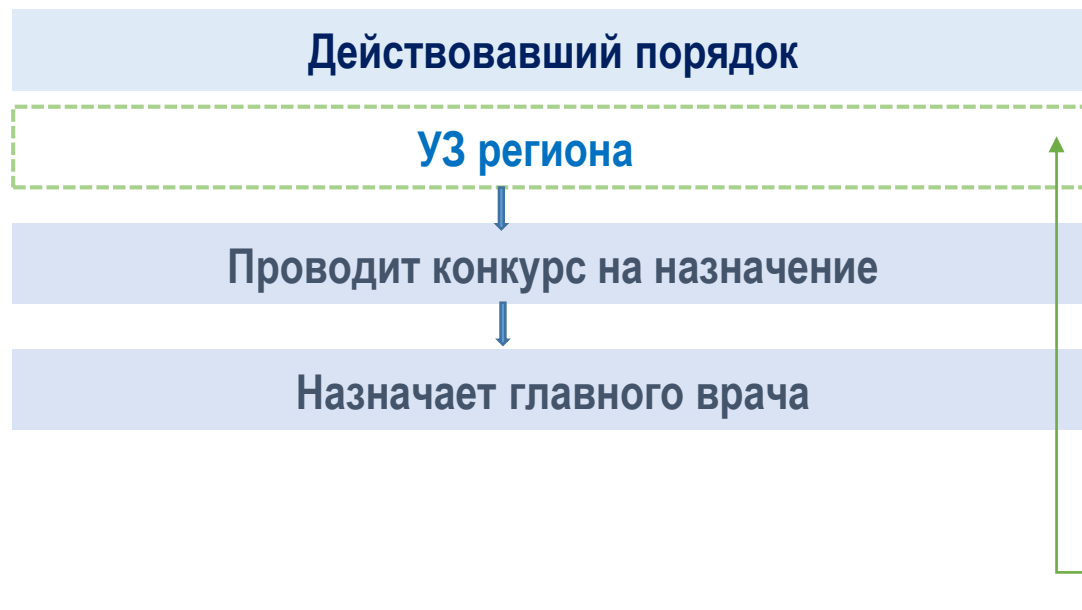 Действовавший порядок
УЗ региона
Проводит конкурс на назначение
Назначает главного врача